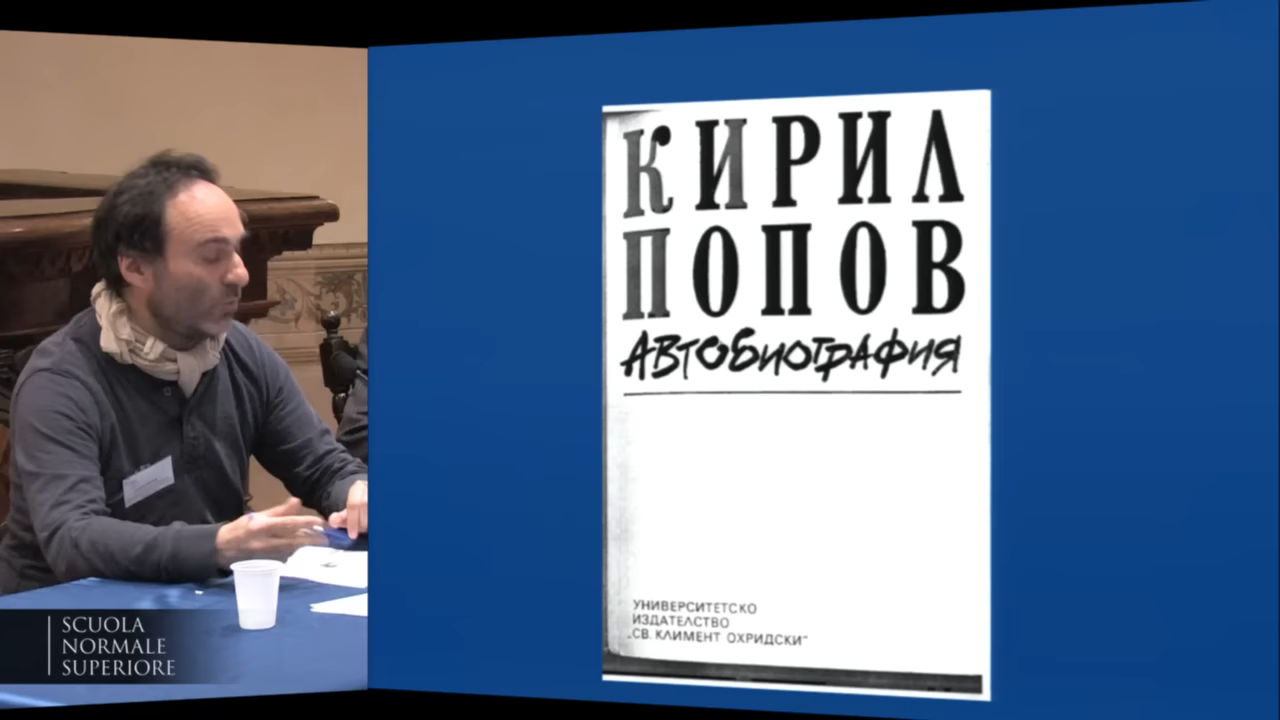 SCUOLA
NORMALE
SUPERIORE
КИРИЛ
ПОПОВ
АВТОБИОГРАФИЯ
УНИВЕРСИТЕТСКО
ИЗДАТЕЛСТВО
„СВ. КЛИМЕНТ ОХРИДСКИ"